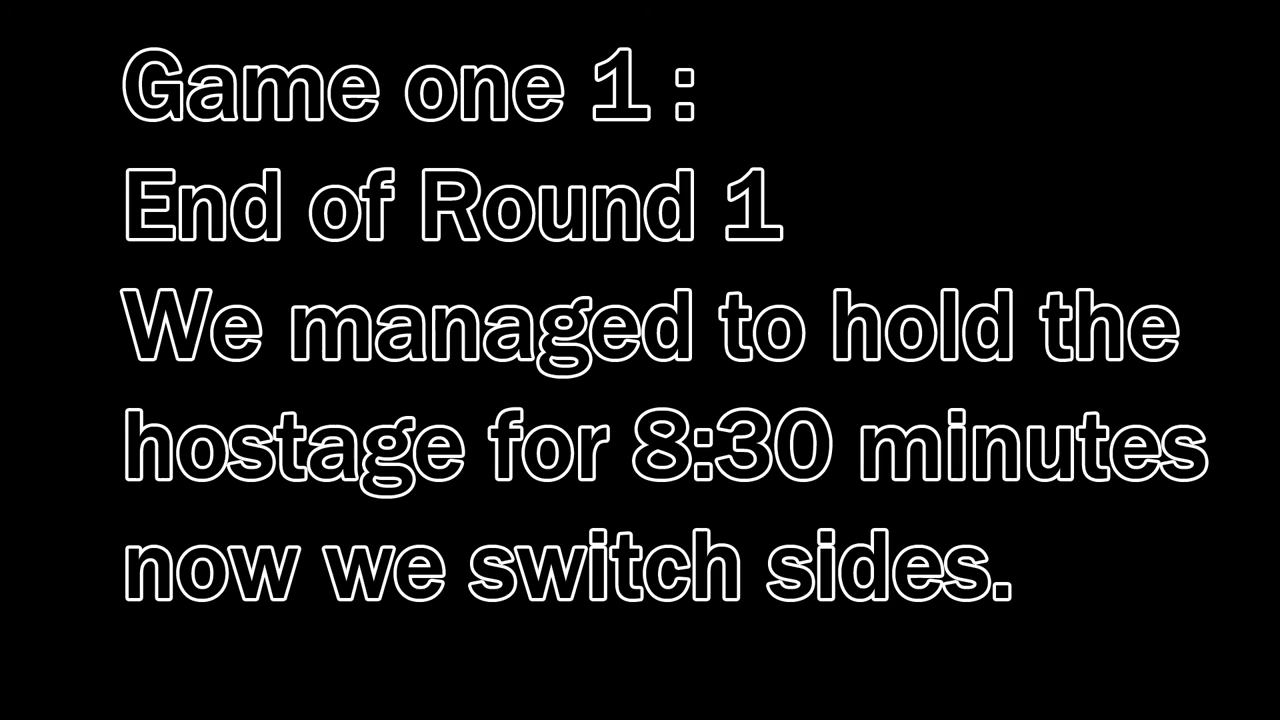 Game one 1 :
End of Round 1
We managed to hold the
hostage for 8:30 minutes
now we switch sides.